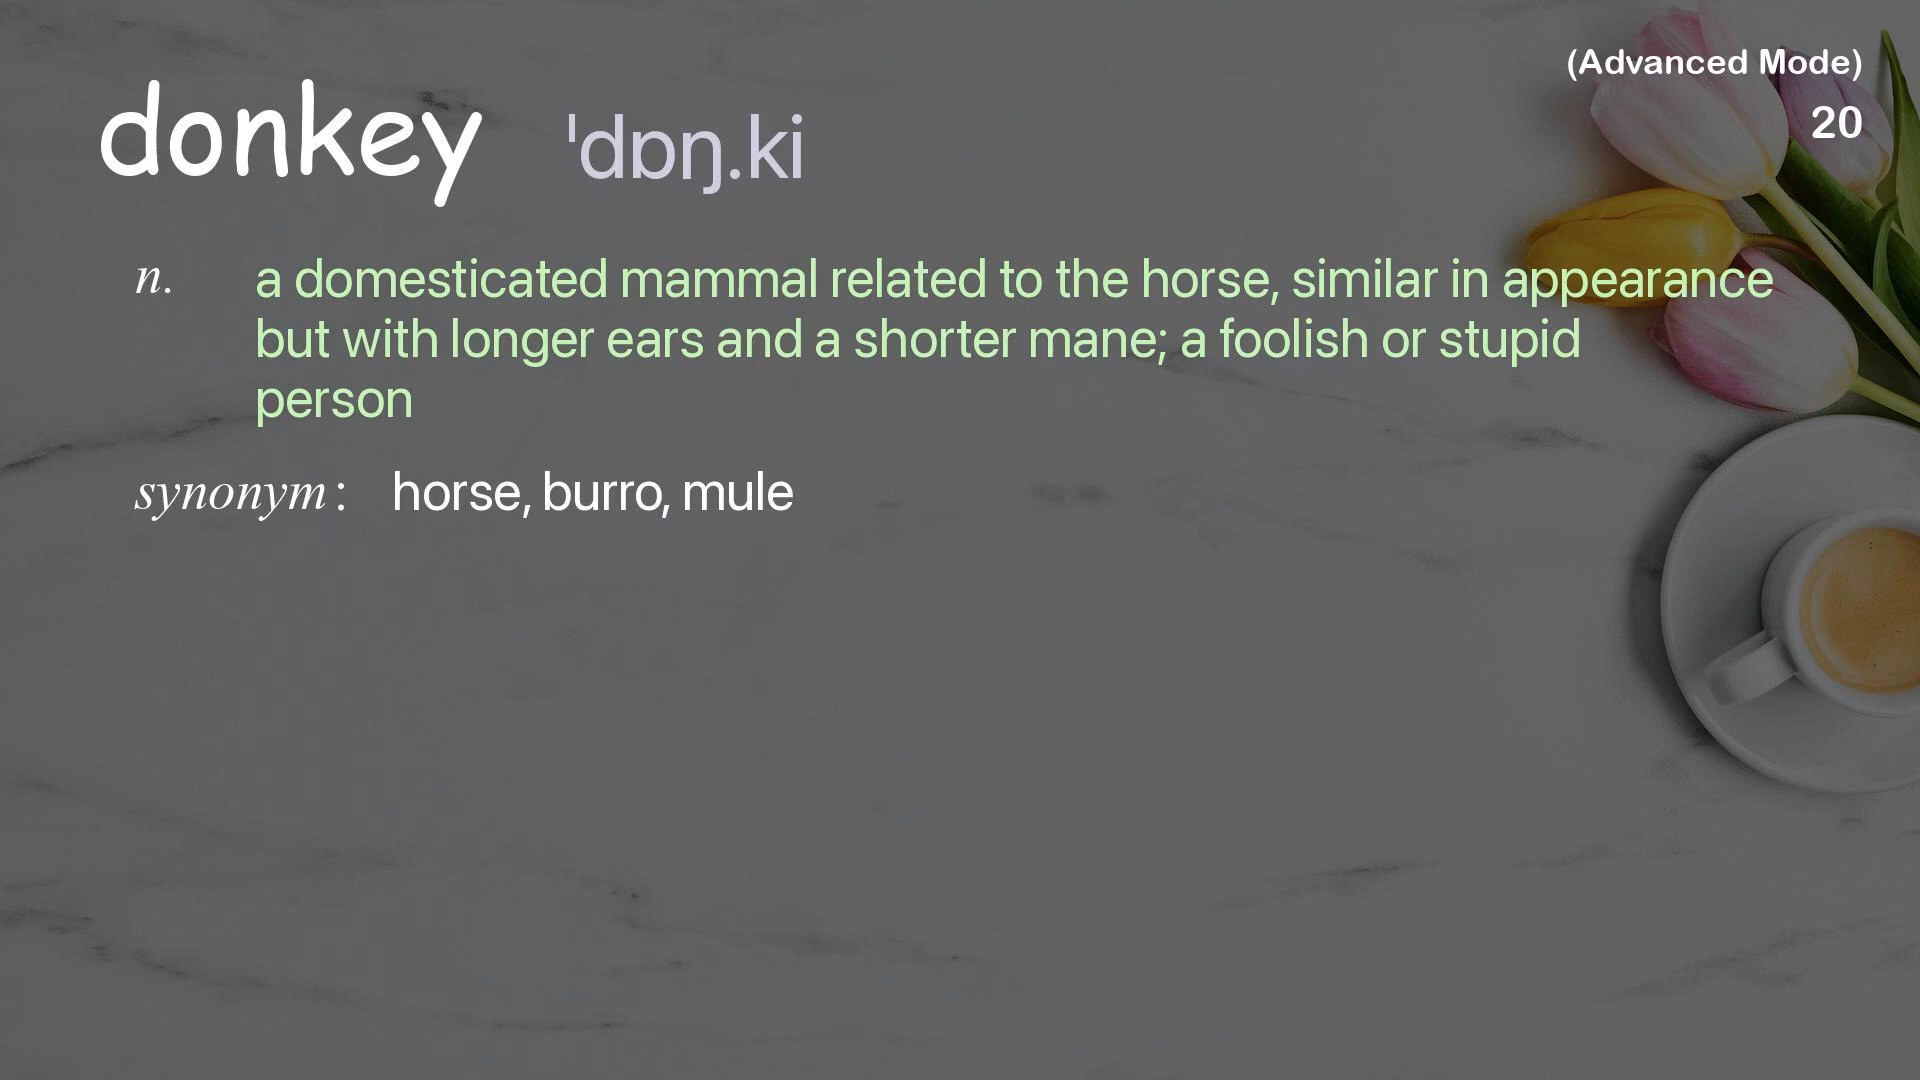 (Advanced Mode)
20
donkey ˈdɒŋ.ki
n. a domesticated mammal related to the horse, similar in appearance
but with longer ears and a shorter mane; a foolish or stupid
person
synonym: horse, burro, mule